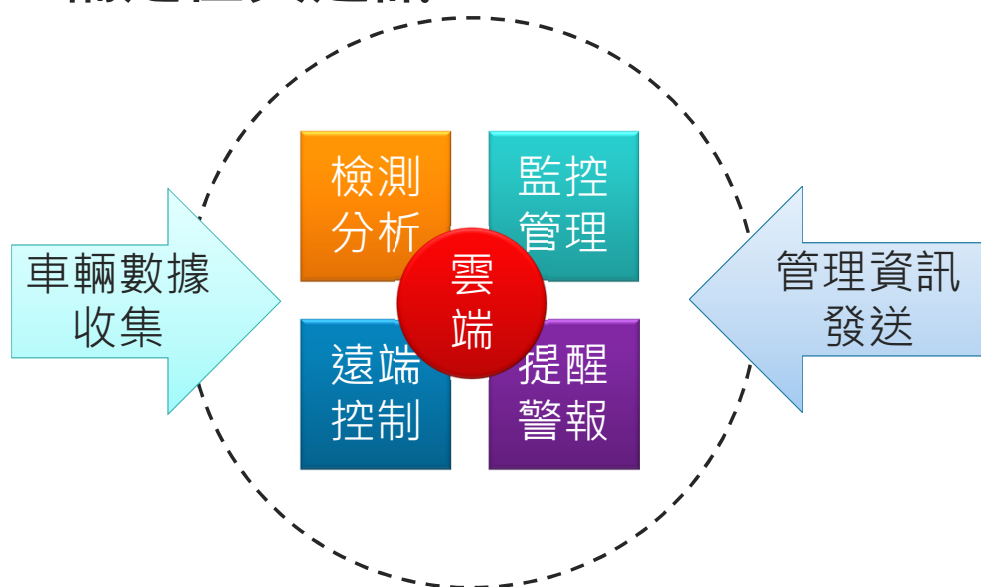 車輛數據
收集
檢測
分析
監控
管理
雲
端
遠端
控制
提醒
警報
管理資訊
發送